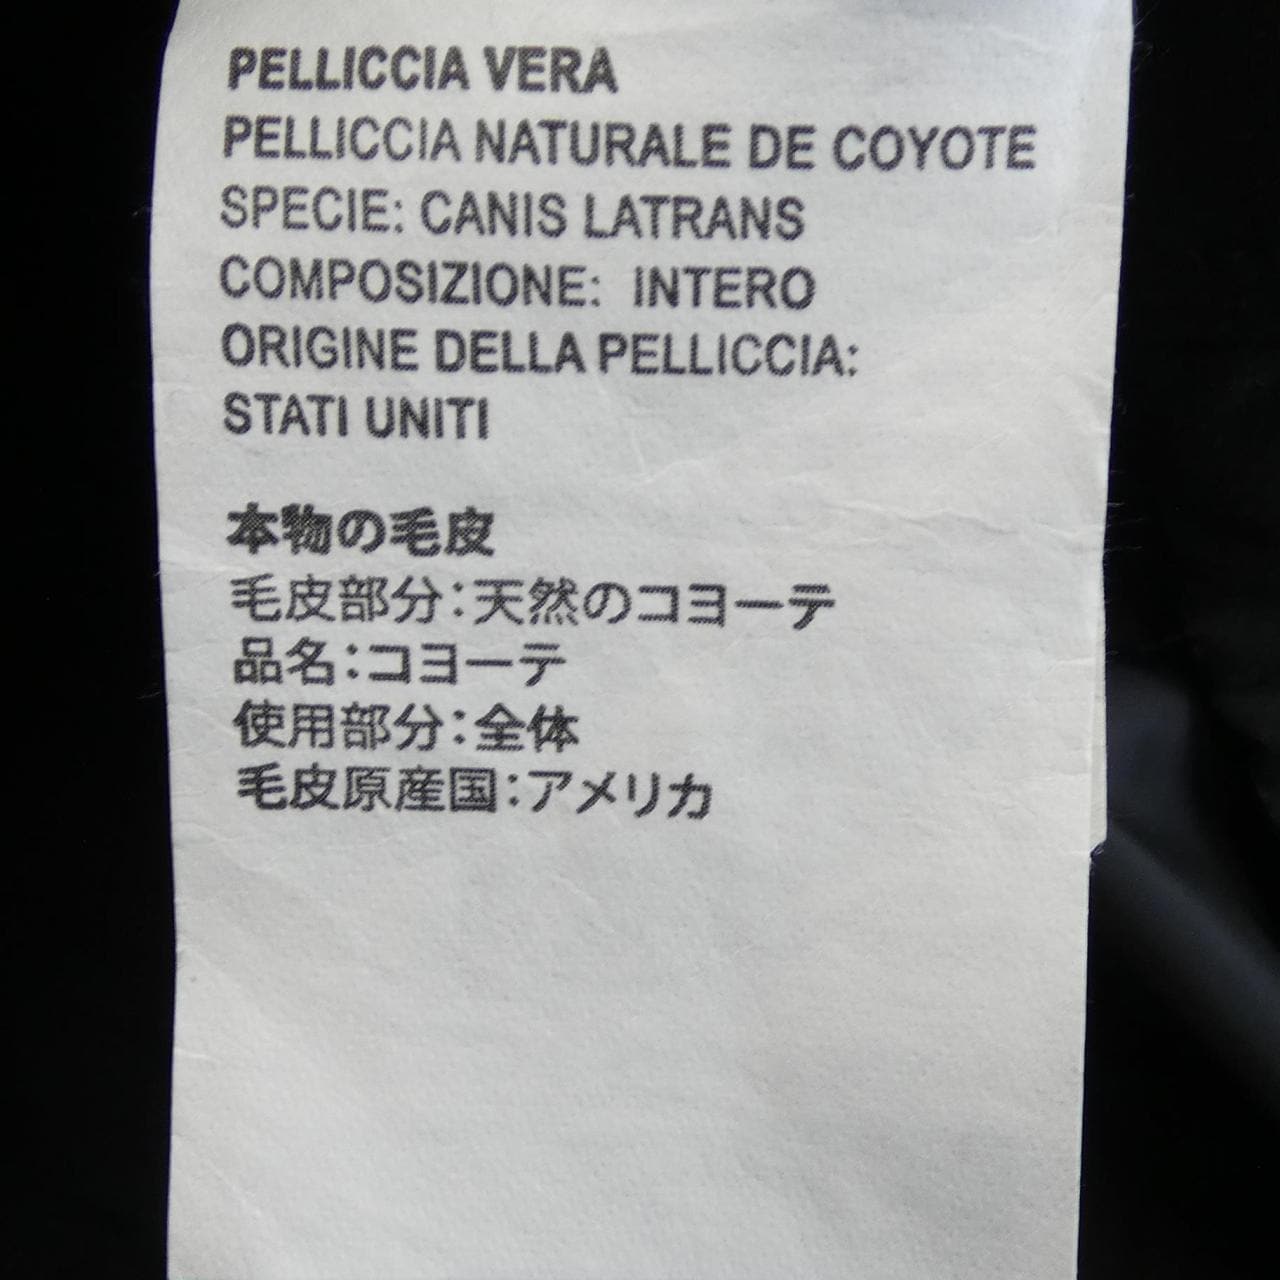 PELLICCIA VERA
PELLICCIA NATURALE DE COYOTE
SPECIE: CANIS LATRANS
COMPOSIZIONE: INTERO
ORIGINE DELLA PELLICCIA:
STATI UNITI
本物の毛皮
毛皮部分：天然のコヨーテ
品名：コヨーテ
使用部分：全体
毛皮原産国：アメリカ